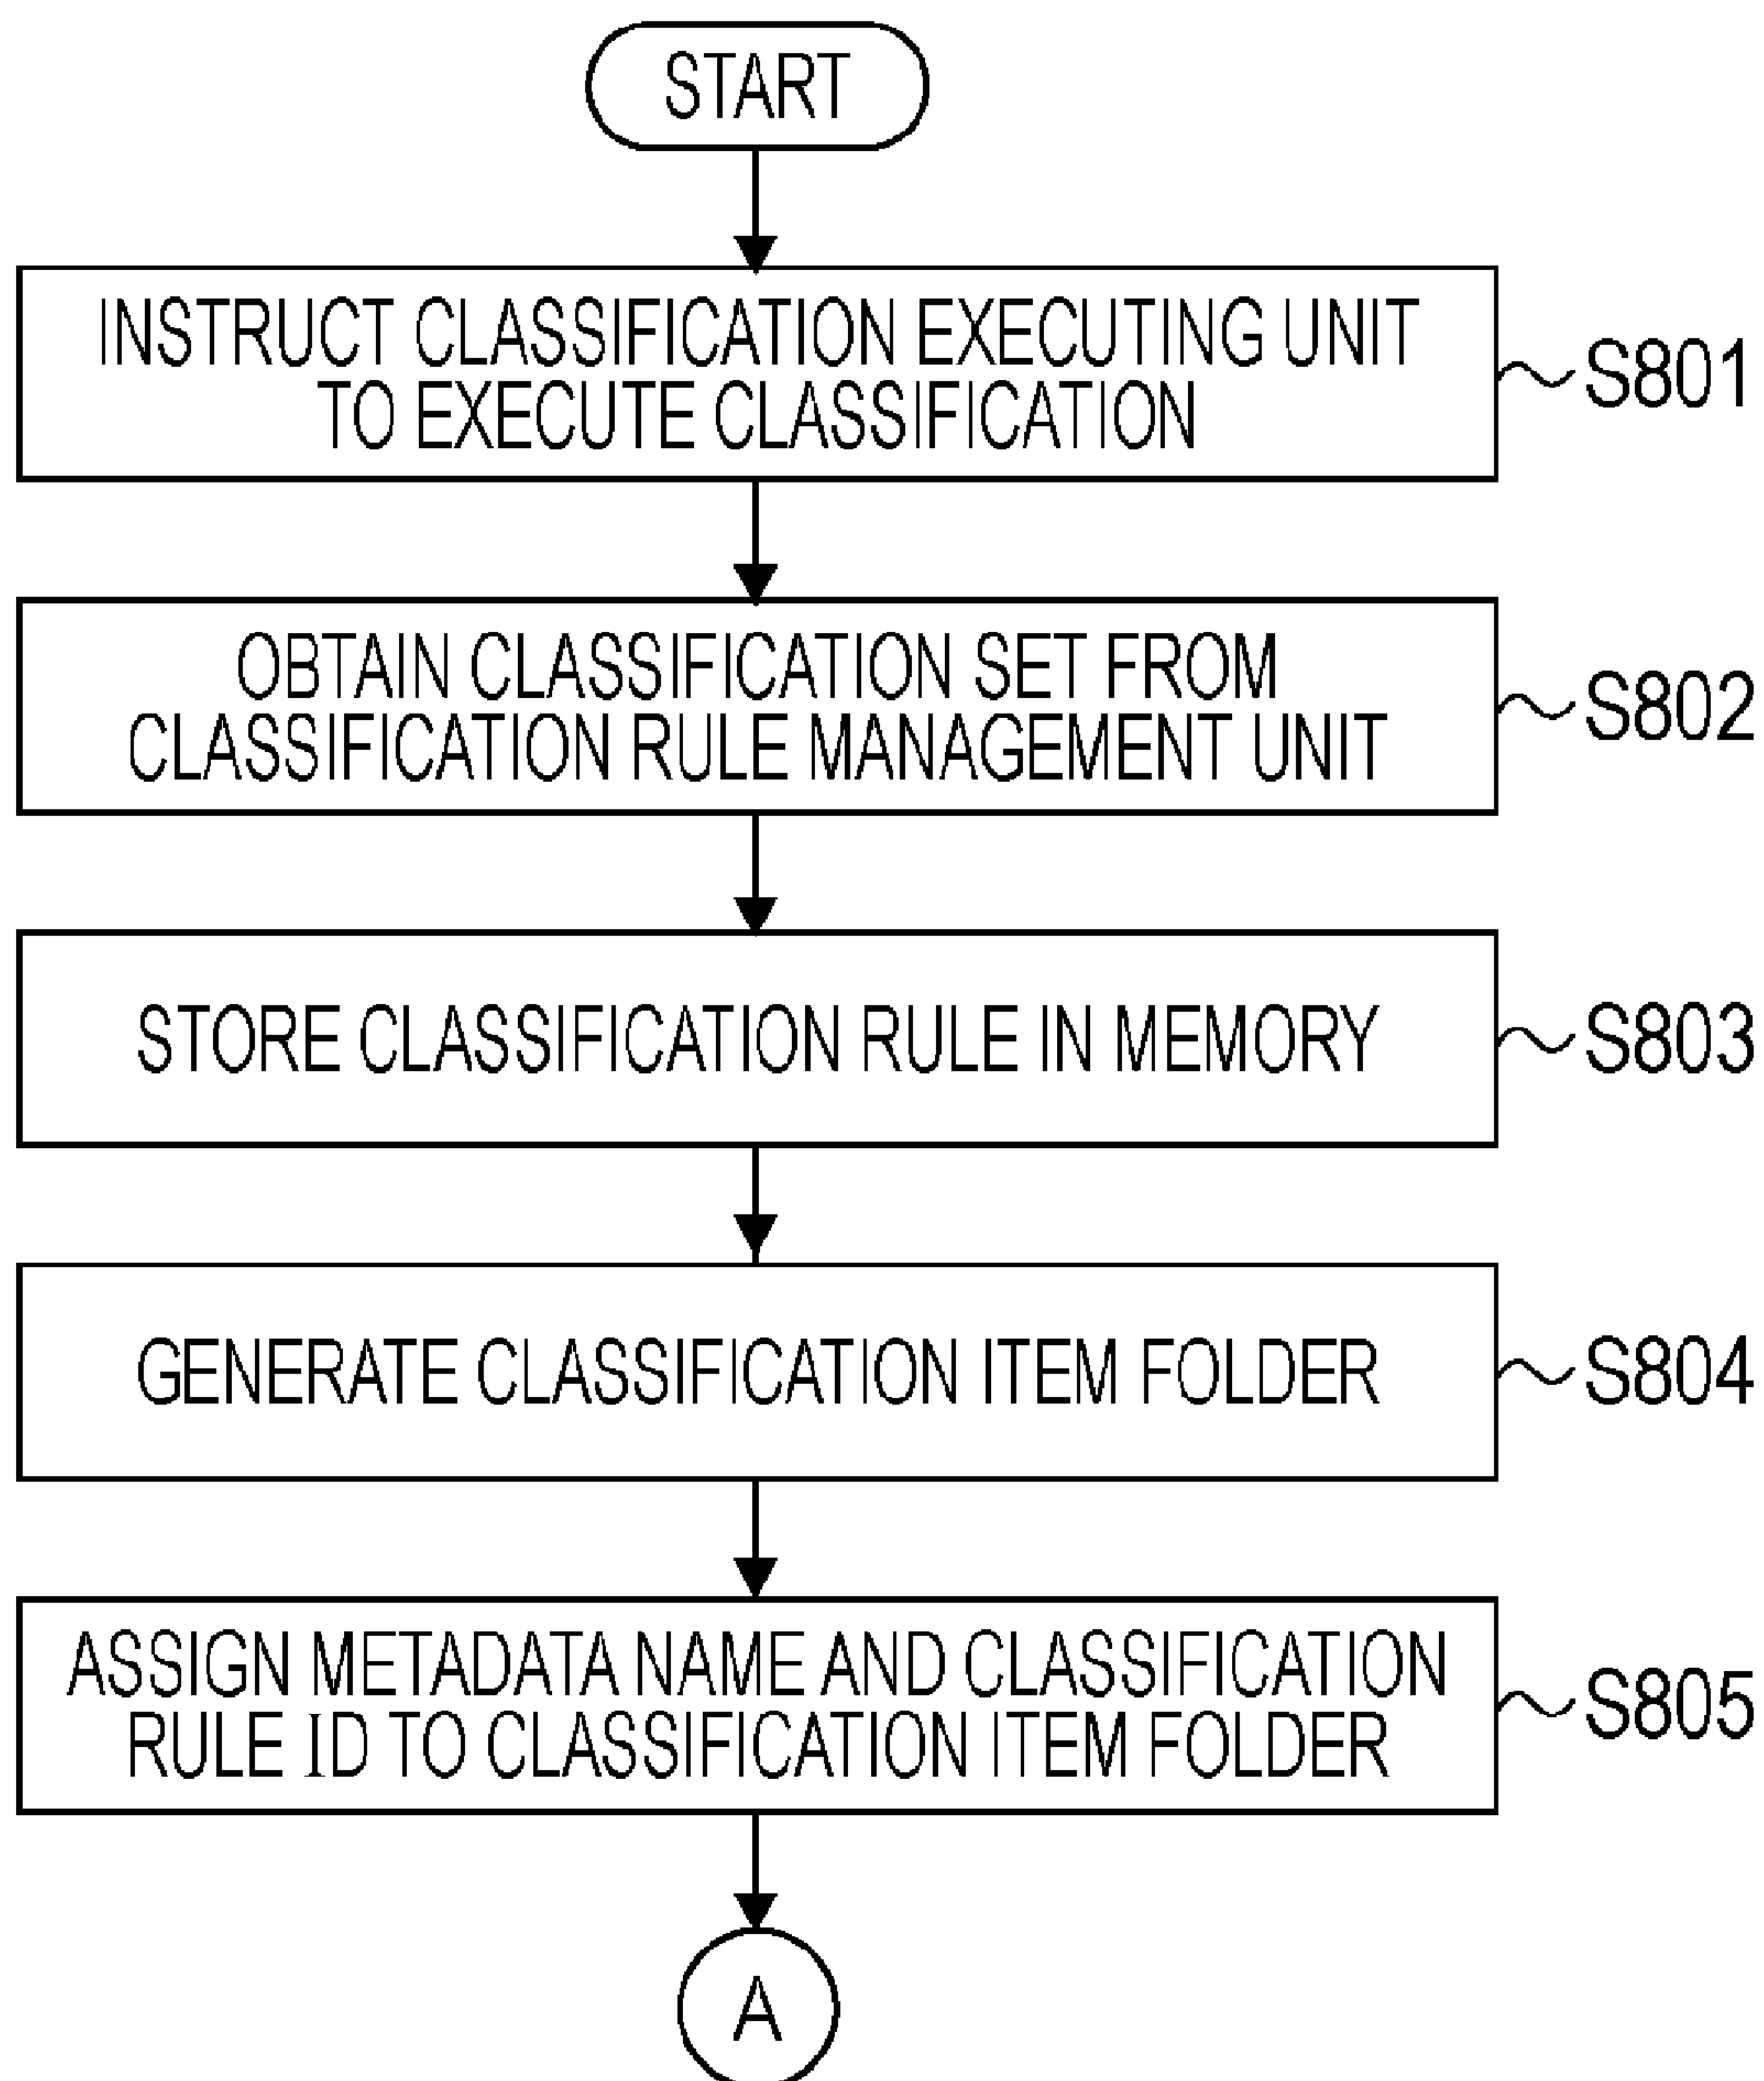 START
INSTRUCT CLASSIFICATION EXECUTING UNIT
TO EXECUTE CLASSIFICATION
S801
OBTAIN CLASSIFICATION SET FROM
CLASSIFICATION RULE MANAGEMENT UNIT
S802
STORE CLASSIFICATION RULE IN MEMORY
S803
GENERATE CLASSIFICATION ITEM FOLDER
S804
ASSIGN METADATA NAME AND CLASSIFICATION
RULE ID TO CLASSIFICATION ITEM FOLDER
S805
A